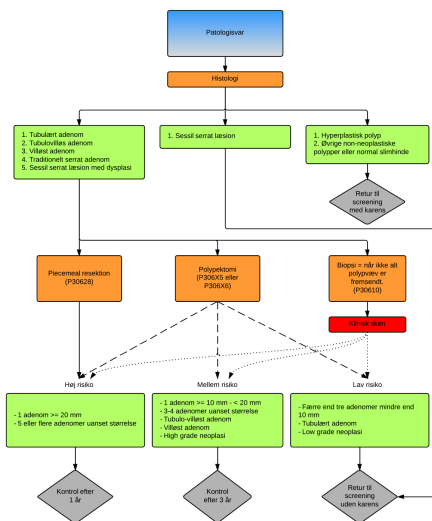 Patologisvar
Histologi
1. Tubulært adenom
2. Tubulovilløs adenom
3. Villøst adenom
4. Traditionelt serrat adenom
5. Sessil serrat læsion med dysplasi
1. Sessil serrat læsion
1. Hyperplastisk polyp
2. Øvrige non-neoplastiske
polypper eller normal slimhinde
Retur til
screening
med karens
Piecemeal resektion
(P30628)
Polypektomi
(P306X5 eller
P306X6)
Biopsi = når ikke alt
polypvæv er
fremsendt.
(P30610)
Klinisk skøn
Høj risiko
Mellem risiko
Lav risiko
- 1 adenom >= 20 mm
- 5 eller flere adenomer uanset størrelse
- 1 adenom >= 10 mm - < 20 mm
- 3-4 adenomer uanset størrelse
- Tubulo-villøst adenom
- Villøst adenom
- High grade neoplasi
- Færre end tre adenomer mindre end
10 mm
- Tubulært adenom
- Low grade neoplasi
Kontrol efter
1 år
Kontrol
efter 3 år
Retur til
screening
uden karens